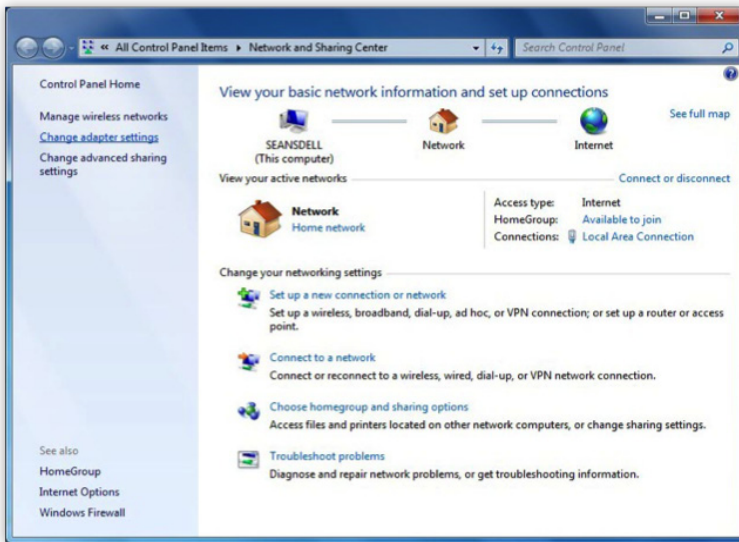 « All Control Panel Items ▸ Network and Sharing Center
Search Control Panel
Control Panel Home
Manage wireless networks
Change adapter settings
Change advanced sharing
settings
See also
HomeGroup
Internet Options
Windows Firewall
View your basic network information and set up connections
See full map
SEANSDELL
(This computer)
Network
Internet
View your active networks
Connect or disconnect
Network
Home network
Access type: Internet
HomeGroup: Available to join
Connections: Local Area Connection
Change your networking settings
Set up a new connection or network
Set up a wireless, broadband, dial-up, ad hoc, or VPN connection; or set up a router or access
point.
Connect to a network
Connect or reconnect to a wireless, wired, dial-up, or VPN network connection.
Choose homegroup and sharing options
Access files and printers located on other network computers, or change sharing settings.
Troubleshoot problems
Diagnose and repair network problems, or get troubleshooting information.